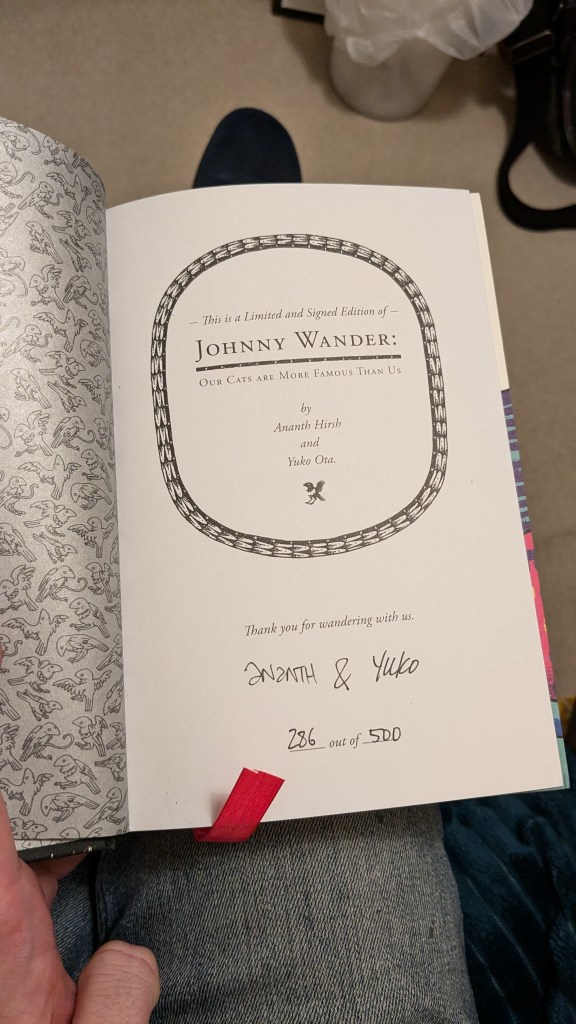 — This is a Limited and Signed Edition of —
Johnny Wander:
Our Cats are More Famous Than Us
by
Ananth Hirsh
and
Yuko Ota.
Thank you for wandering with us.
ANANTH & YUKO
286 out of 500